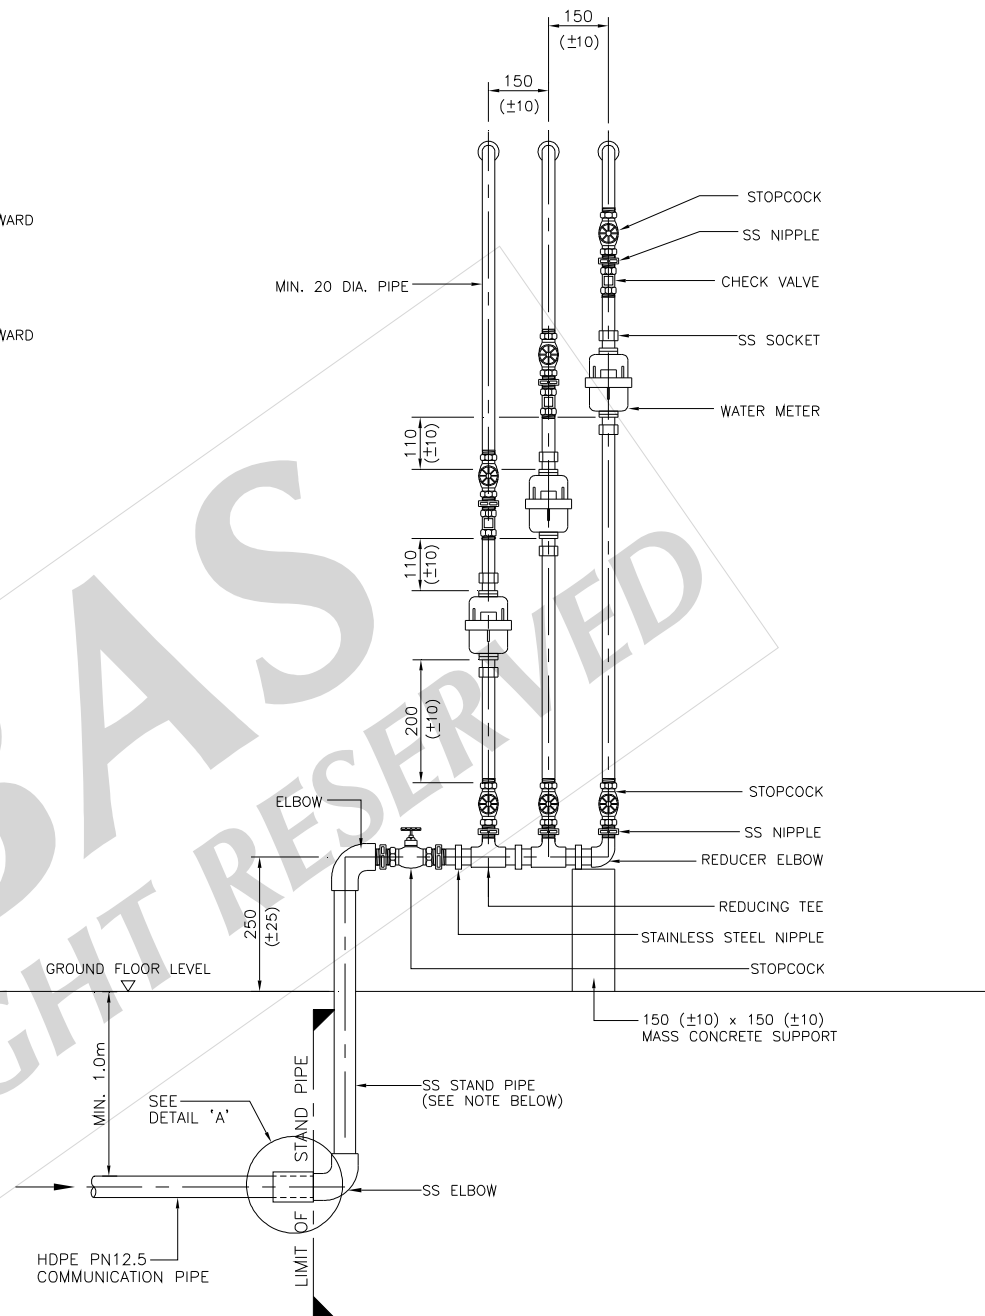 150
(±10)
150
(±10)
WARD
STOPCOCK
SS NIPPLE
CHECK VALVE
MIN. 20 DIA. PIPE
WARD
SS SOCKET
WATER METER
110
(±10)
110
(±10)
200
(±10)
STOPCOCK
ELBOW
SS NIPPLE
REDUCER ELBOW
250
(±25)
REDUCING TEE
STAINLESS STEEL NIPPLE
GROUND FLOOR LEVEL
STOPCOCK
150 (±10) x 150 (±10)
MASS CONCRETE SUPPORT
MIN. 1.0m
SEE
DETAIL 'A'
LIMIT OF STAND PIPE
SS STAND PIPE
(SEE NOTE BELOW)
SS ELBOW
HDPE PN12.5
COMMUNICATION PIPE
BAS
GHT RESERVED